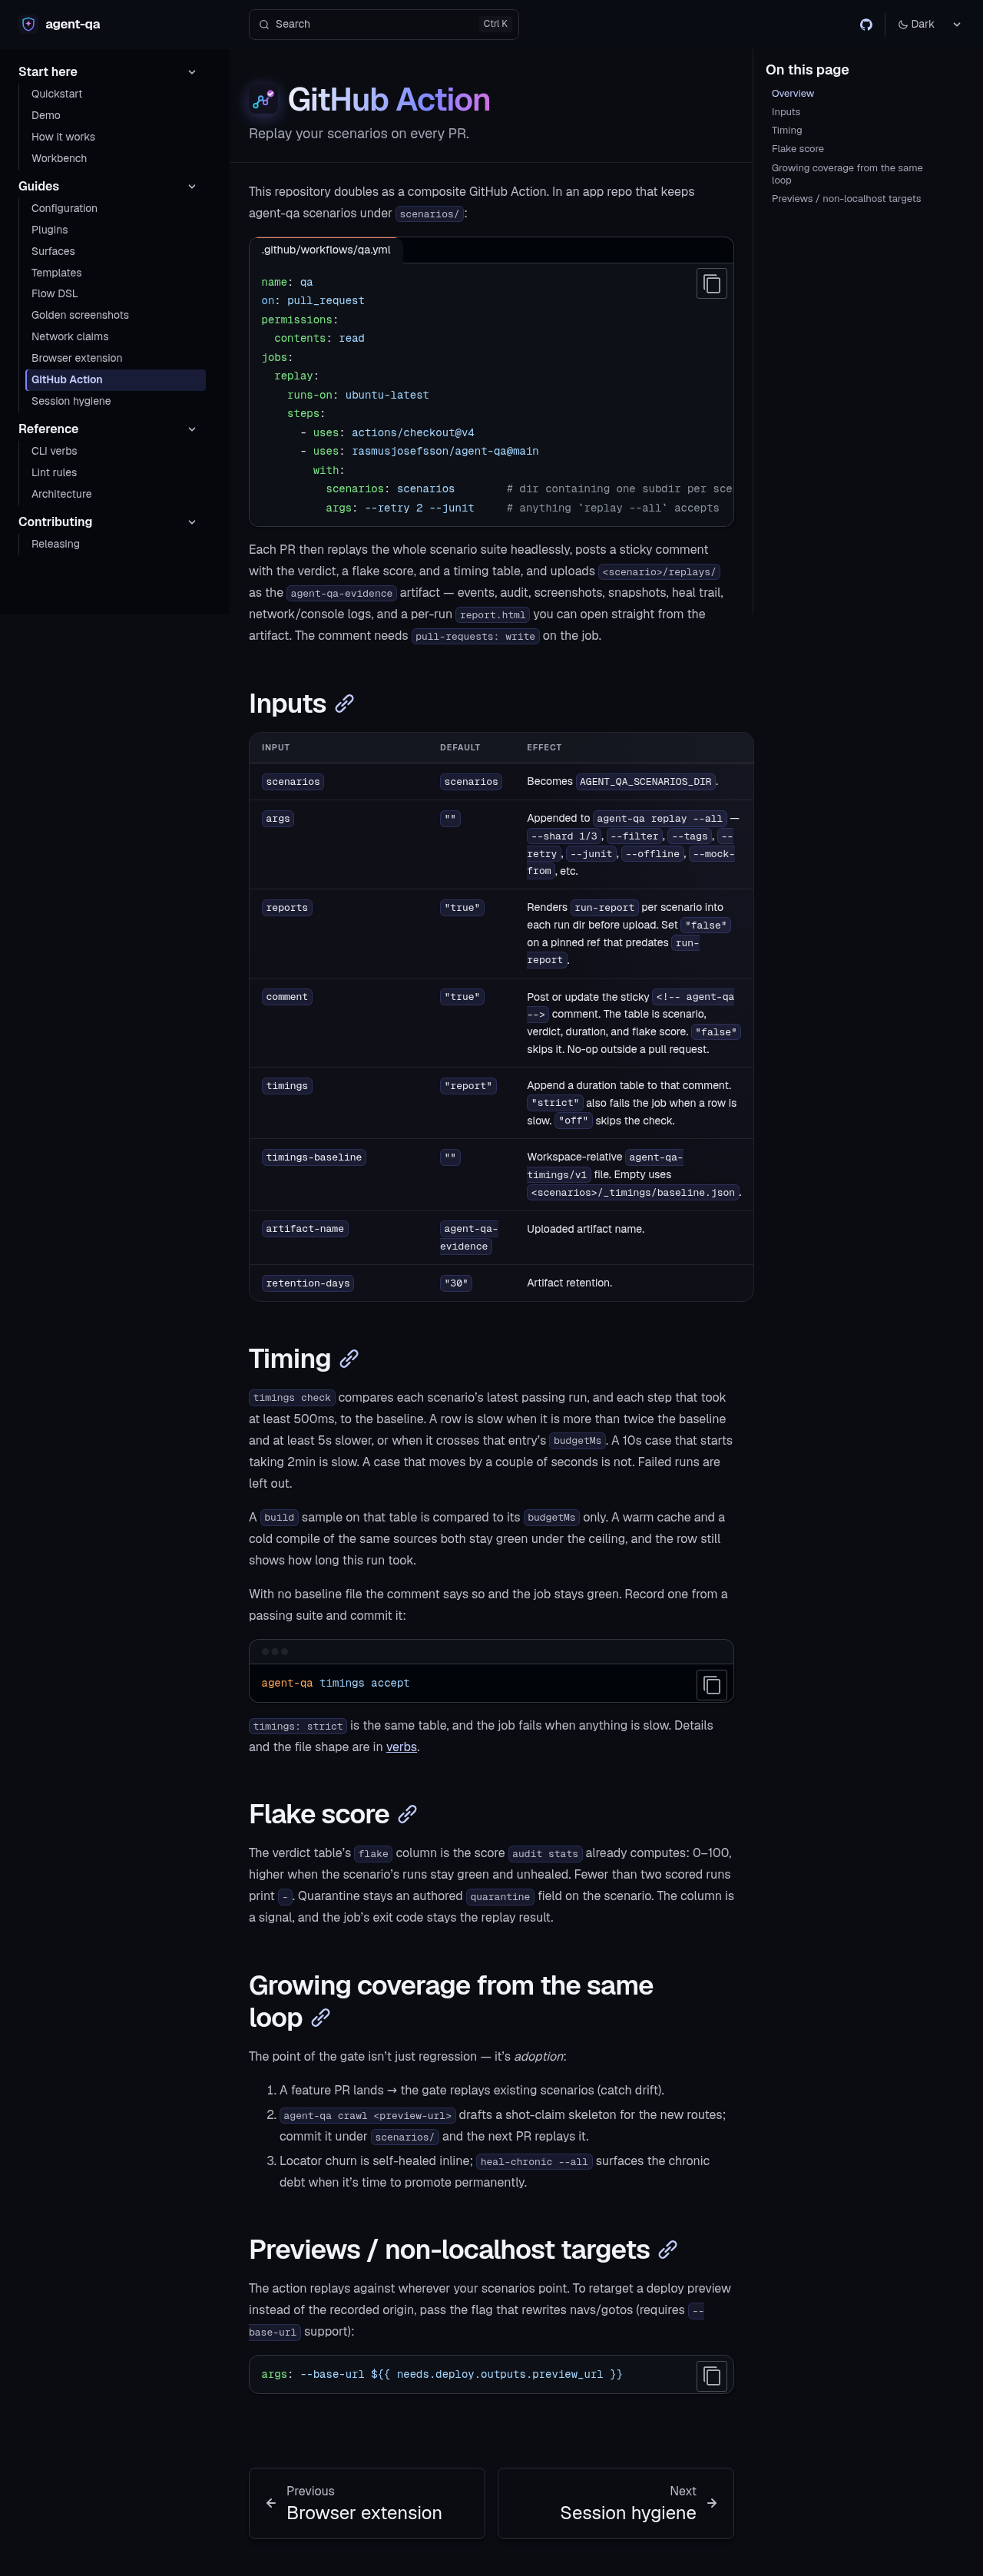 agent-qa
Search
Ctrl K
Dark
Start here
Quickstart
Demo
How it works
Workbench
Guides
Configuration
Plugins
Surfaces
Templates
Flow DSL
Golden screenshots
Network claims
Browser extension
GitHub Action
Session hygiene
Reference
CLI verbs
Lint rules
Architecture
Contributing
Releasing
On this page
Overview
Inputs
Timing
Flake score
Growing coverage from the same
loop
Previews / non-localhost targets
GitHub Action
Replay your scenarios on every PR.
This repository doubles as a composite GitHub Action. In an app repo that keeps
agent-qa scenarios under scenarios/:
.github/workflows/qa.yml
name: qa
on: pull_request
permissions:
  contents: read
jobs:
  replay:
    runs-on: ubuntu-latest
    steps:
      - uses: actions/checkout@v4
      - uses: rasmusjosefsson/agent-qa@main
        with:
          scenarios: scenarios        # dir containing one subdir per sce
          args: --retry 2 --junit     # anything `replay --all` accepts
Each PR then replays the whole scenario suite headlessly, posts a sticky comment
with the verdict, a flake score, and a timing table, and uploads <scenario>/replays/
as the agent-qa-evidence artifact — events, audit, screenshots, snapshots, heal trail,
network/console logs, and a per-run report.html you can open straight from the
artifact. The comment needs pull-requests: write on the job.
Inputs
INPUT DEFAULT EFFECT
scenarios scenarios Becomes AGENT_QA_SCENARIOS_DIR.
args "" Appended to agent-qa replay --all —
--shard 1/3, --filter, --tags, --
retry, --junit, --offline, --mock-
from, etc.
reports "true" Renders run-report per scenario into
each run dir before upload. Set "false"
on a pinned ref that predates run-
report.
comment "true" Post or update the sticky <!-- agent-qa
--> comment. The table is scenario,
verdict, duration, and flake score. "false"
skips it. No-op outside a pull request.
timings "report" Append a duration table to that comment.
"strict" also fails the job when a row is
slow. "off" skips the check.
timings-baseline "" Workspace-relative agent-qa-
timings/v1 file. Empty uses
<scenarios>/_timings/baseline.json.
artifact-name agent-qa- Uploaded artifact name.
evidence
retention-days "30" Artifact retention.
Timing
timings check compares each scenario's latest passing run, and each step that took
at least 500ms, to the baseline. A row is slow when it is more than twice the baseline
and at least 5s slower, or when it crosses that entry's budgetMs. A 10s case that starts
taking 2min is slow. A case that moves by a couple of seconds is not. Failed runs are
left out.
A build sample on that table is compared to its budgetMs only. A warm cache and a
cold compile of the same sources both stay green under the ceiling, and the row still
shows how long this run took.
With no baseline file the comment says so and the job stays green. Record one from a
passing suite and commit it:
agent-qa timings accept
timings: strict is the same table, and the job fails when anything is slow. Details
and the file shape are in verbs.
Flake score
The verdict table's flake column is the score audit stats already computes: 0–100,
higher when the scenario's runs stay green and unhealed. Fewer than two scored runs
print -. Quarantine stays an authored quarantine field on the scenario. The column is
a signal, and the job's exit code stays the replay result.
Growing coverage from the same
loop
The point of the gate isn't just regression — it's adoption:
1. A feature PR lands → the gate replays existing scenarios (catch drift).
2. agent-qa crawl <preview-url> drafts a shot-claim skeleton for the new routes;
commit it under scenarios/ and the next PR replays it.
3. Locator churn is self-healed inline; heal-chronic --all surfaces the chronic
debt when it's time to promote permanently.
Previews / non-localhost targets
The action replays against wherever your scenarios point. To retarget a deploy preview
instead of the recorded origin, pass the flag that rewrites navs/gotos (requires --
base-url support):
args: --base-url ${{ needs.deploy.outputs.preview_url }}
Previous
Browser extension
Next
Session hygiene